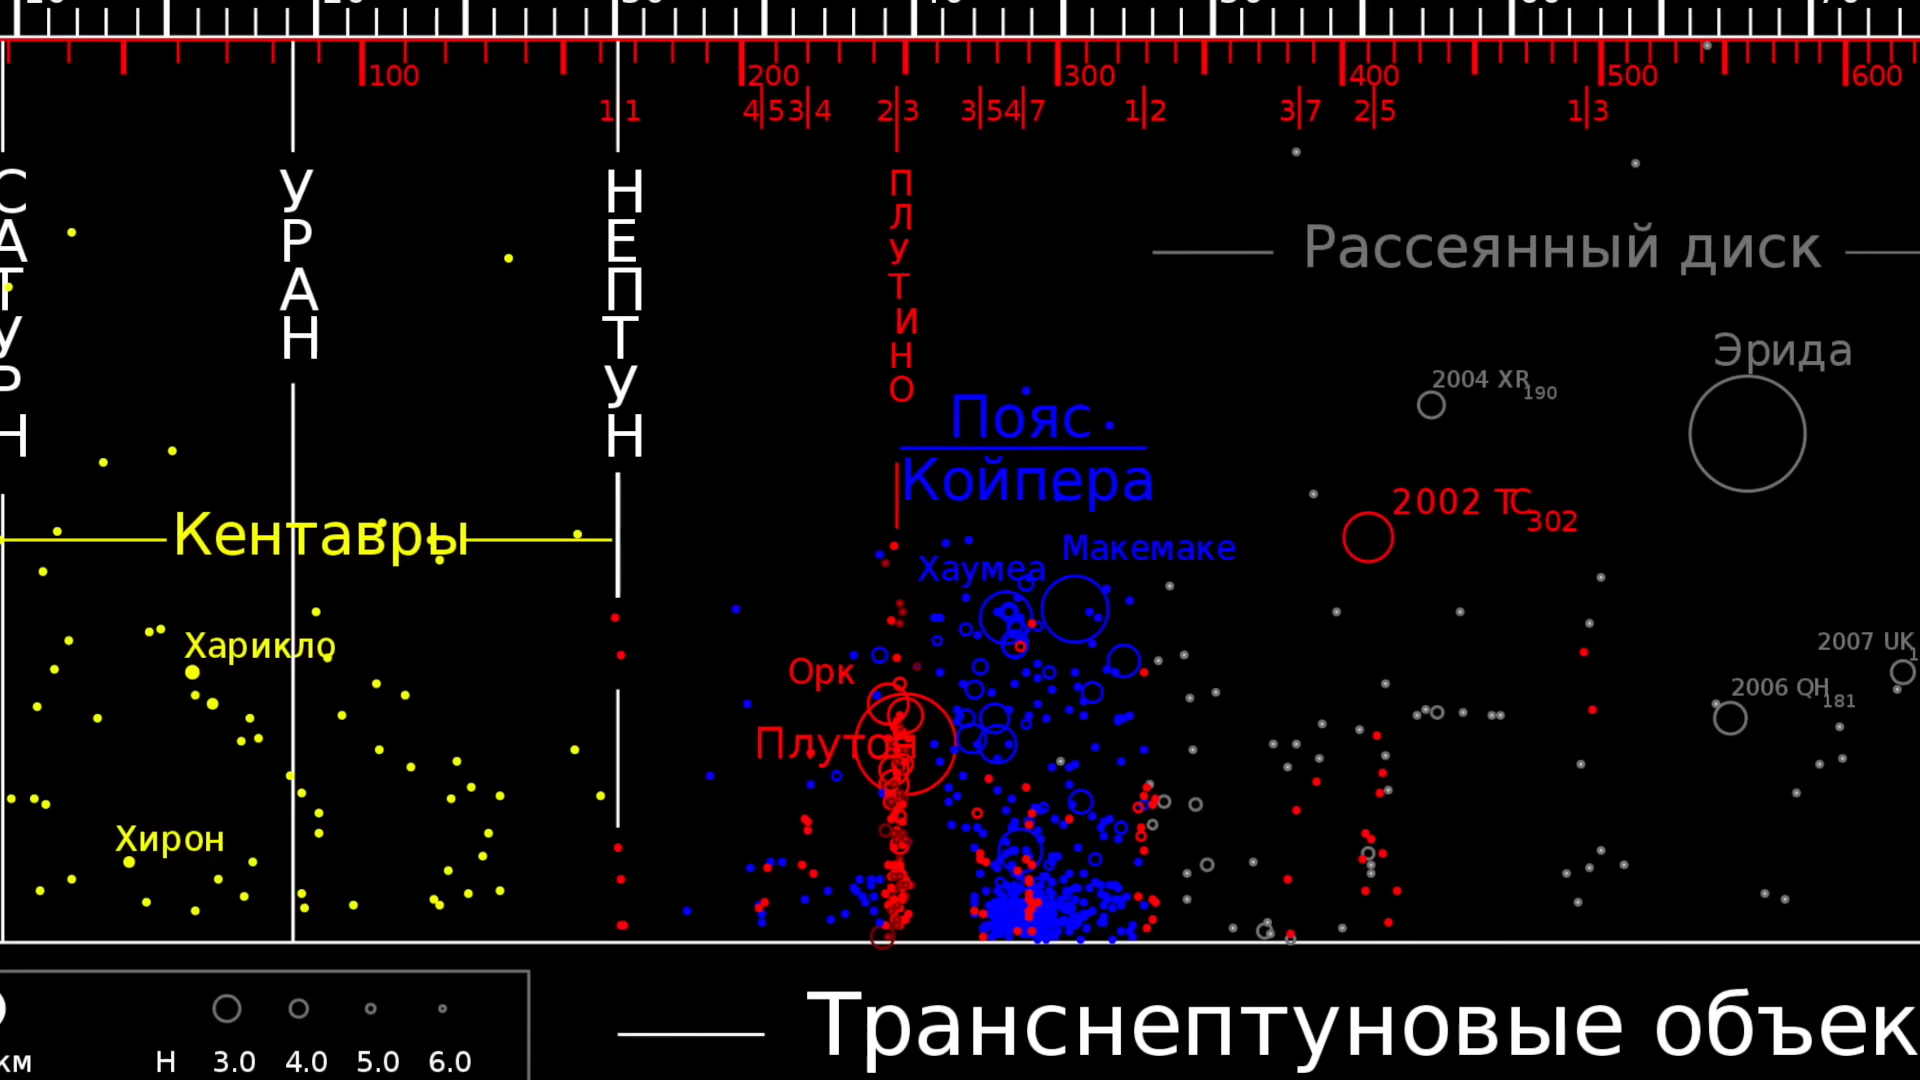 100 200 300 400 500 600
1|1 4|5 3|4 2|3 3|5 4|7 1|2 3|7 2|5 1|3
САТУРН
УРАН
НЕПТУН
ПЛУТИНО
Рассеянный диск
Эрида
2004 XR190
Пояс
Койпера
2002 TC302
Кентавры
Макемаке
Хаумеа
Харикло
2007 UK
Орк
2006 QH181
Плутон
Хирон
Транснептуновые объек
км H 3.0 4.0 5.0 6.0